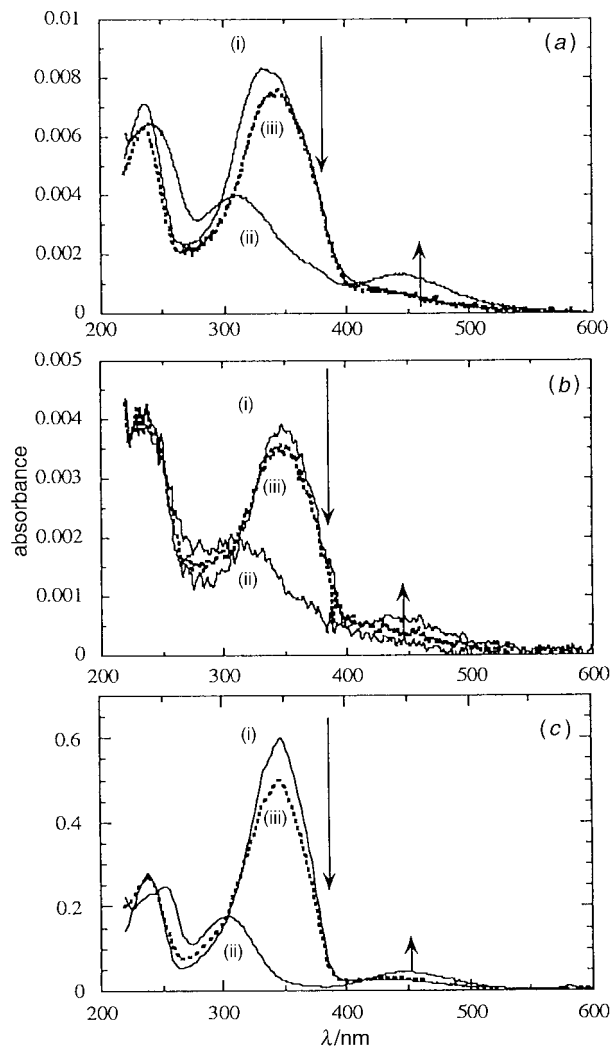 0.01
(i)
(a)
0.008
(iii)
0.006
0.004
(ii)
0.002
0
200 300 400 500 600
0.005
(i)
(b)
0.004
(iii)
0.003
0.002
(ii)
0.001
0
200 300 400 500 600
absorbance
(i)
(c)
0.6
(iii)
0.4
0.2
(ii)
0
200 300 400 500 600
λ/nm